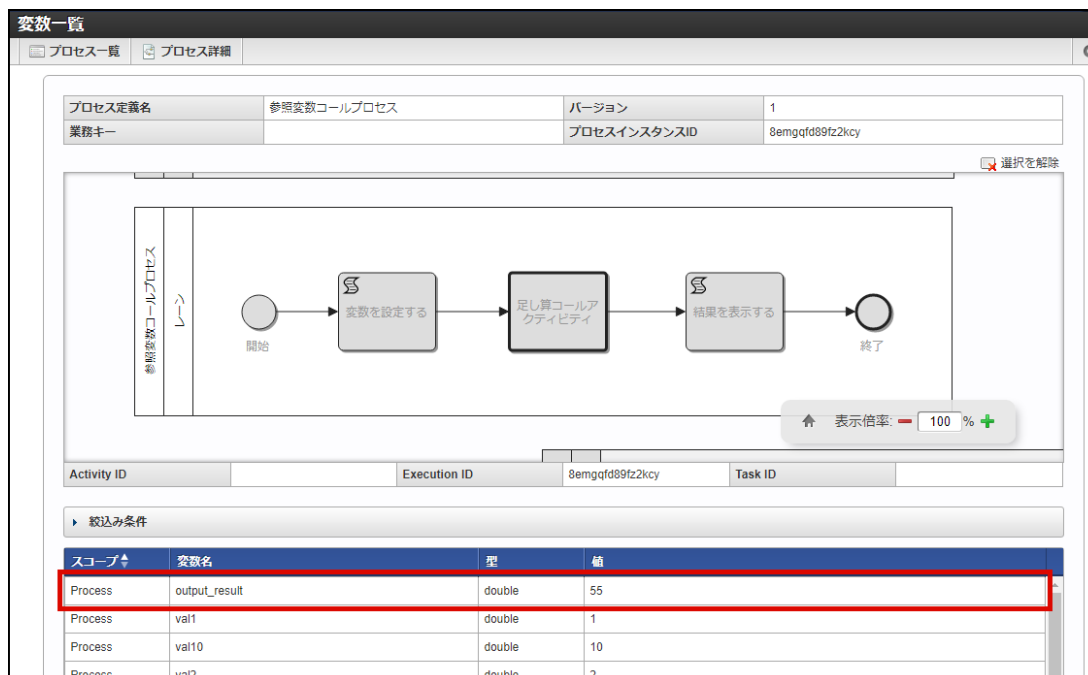 変数一覧
プロセス一覧 プロセス詳細
プロセス定義名 参照変数コールプロセス バージョン 1
業務キー プロセスインスタンスID 8emgqfd89fz2kcy
選択を解除
参照変数コールプロセス
レーン
開始
変数を設定する
足し算コールア
クティビティ
結果を表示する
終了
表示倍率: 100 %
Activity ID Execution ID 8emgqfd89fz2kcy Task ID
絞込み条件
スコープ 変数名 型 値
Process output_result double 55
Process val1 double 1
Process val10 double 10
Process val2 double 2